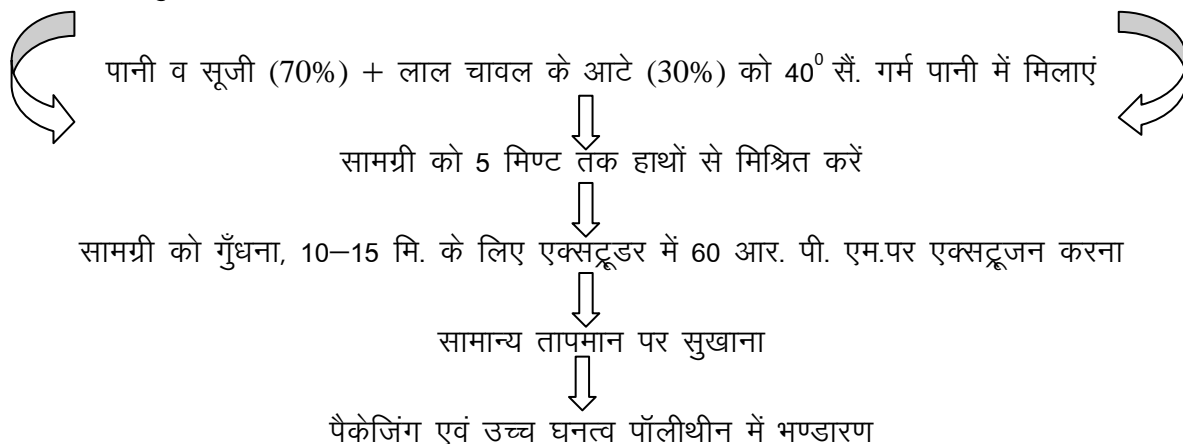 पानी व सूजी (70%) + लाल चावल के आटे (30%) को 40⁰ सैं. गर्म पानी में मिलाएं
सामग्री को 5 मिण्ट तक हाथों से मिश्रित करें
सामग्री को गुँधना, 10–15 मि. के लिए एक्सट्रूडर में 60 आर. पी. एम.पर एक्सट्रूजन करना
सामान्य तापमान पर सुखाना
पैकेजिंग एवं उच्च घनत्व पॉलीथीन में भण्डारण